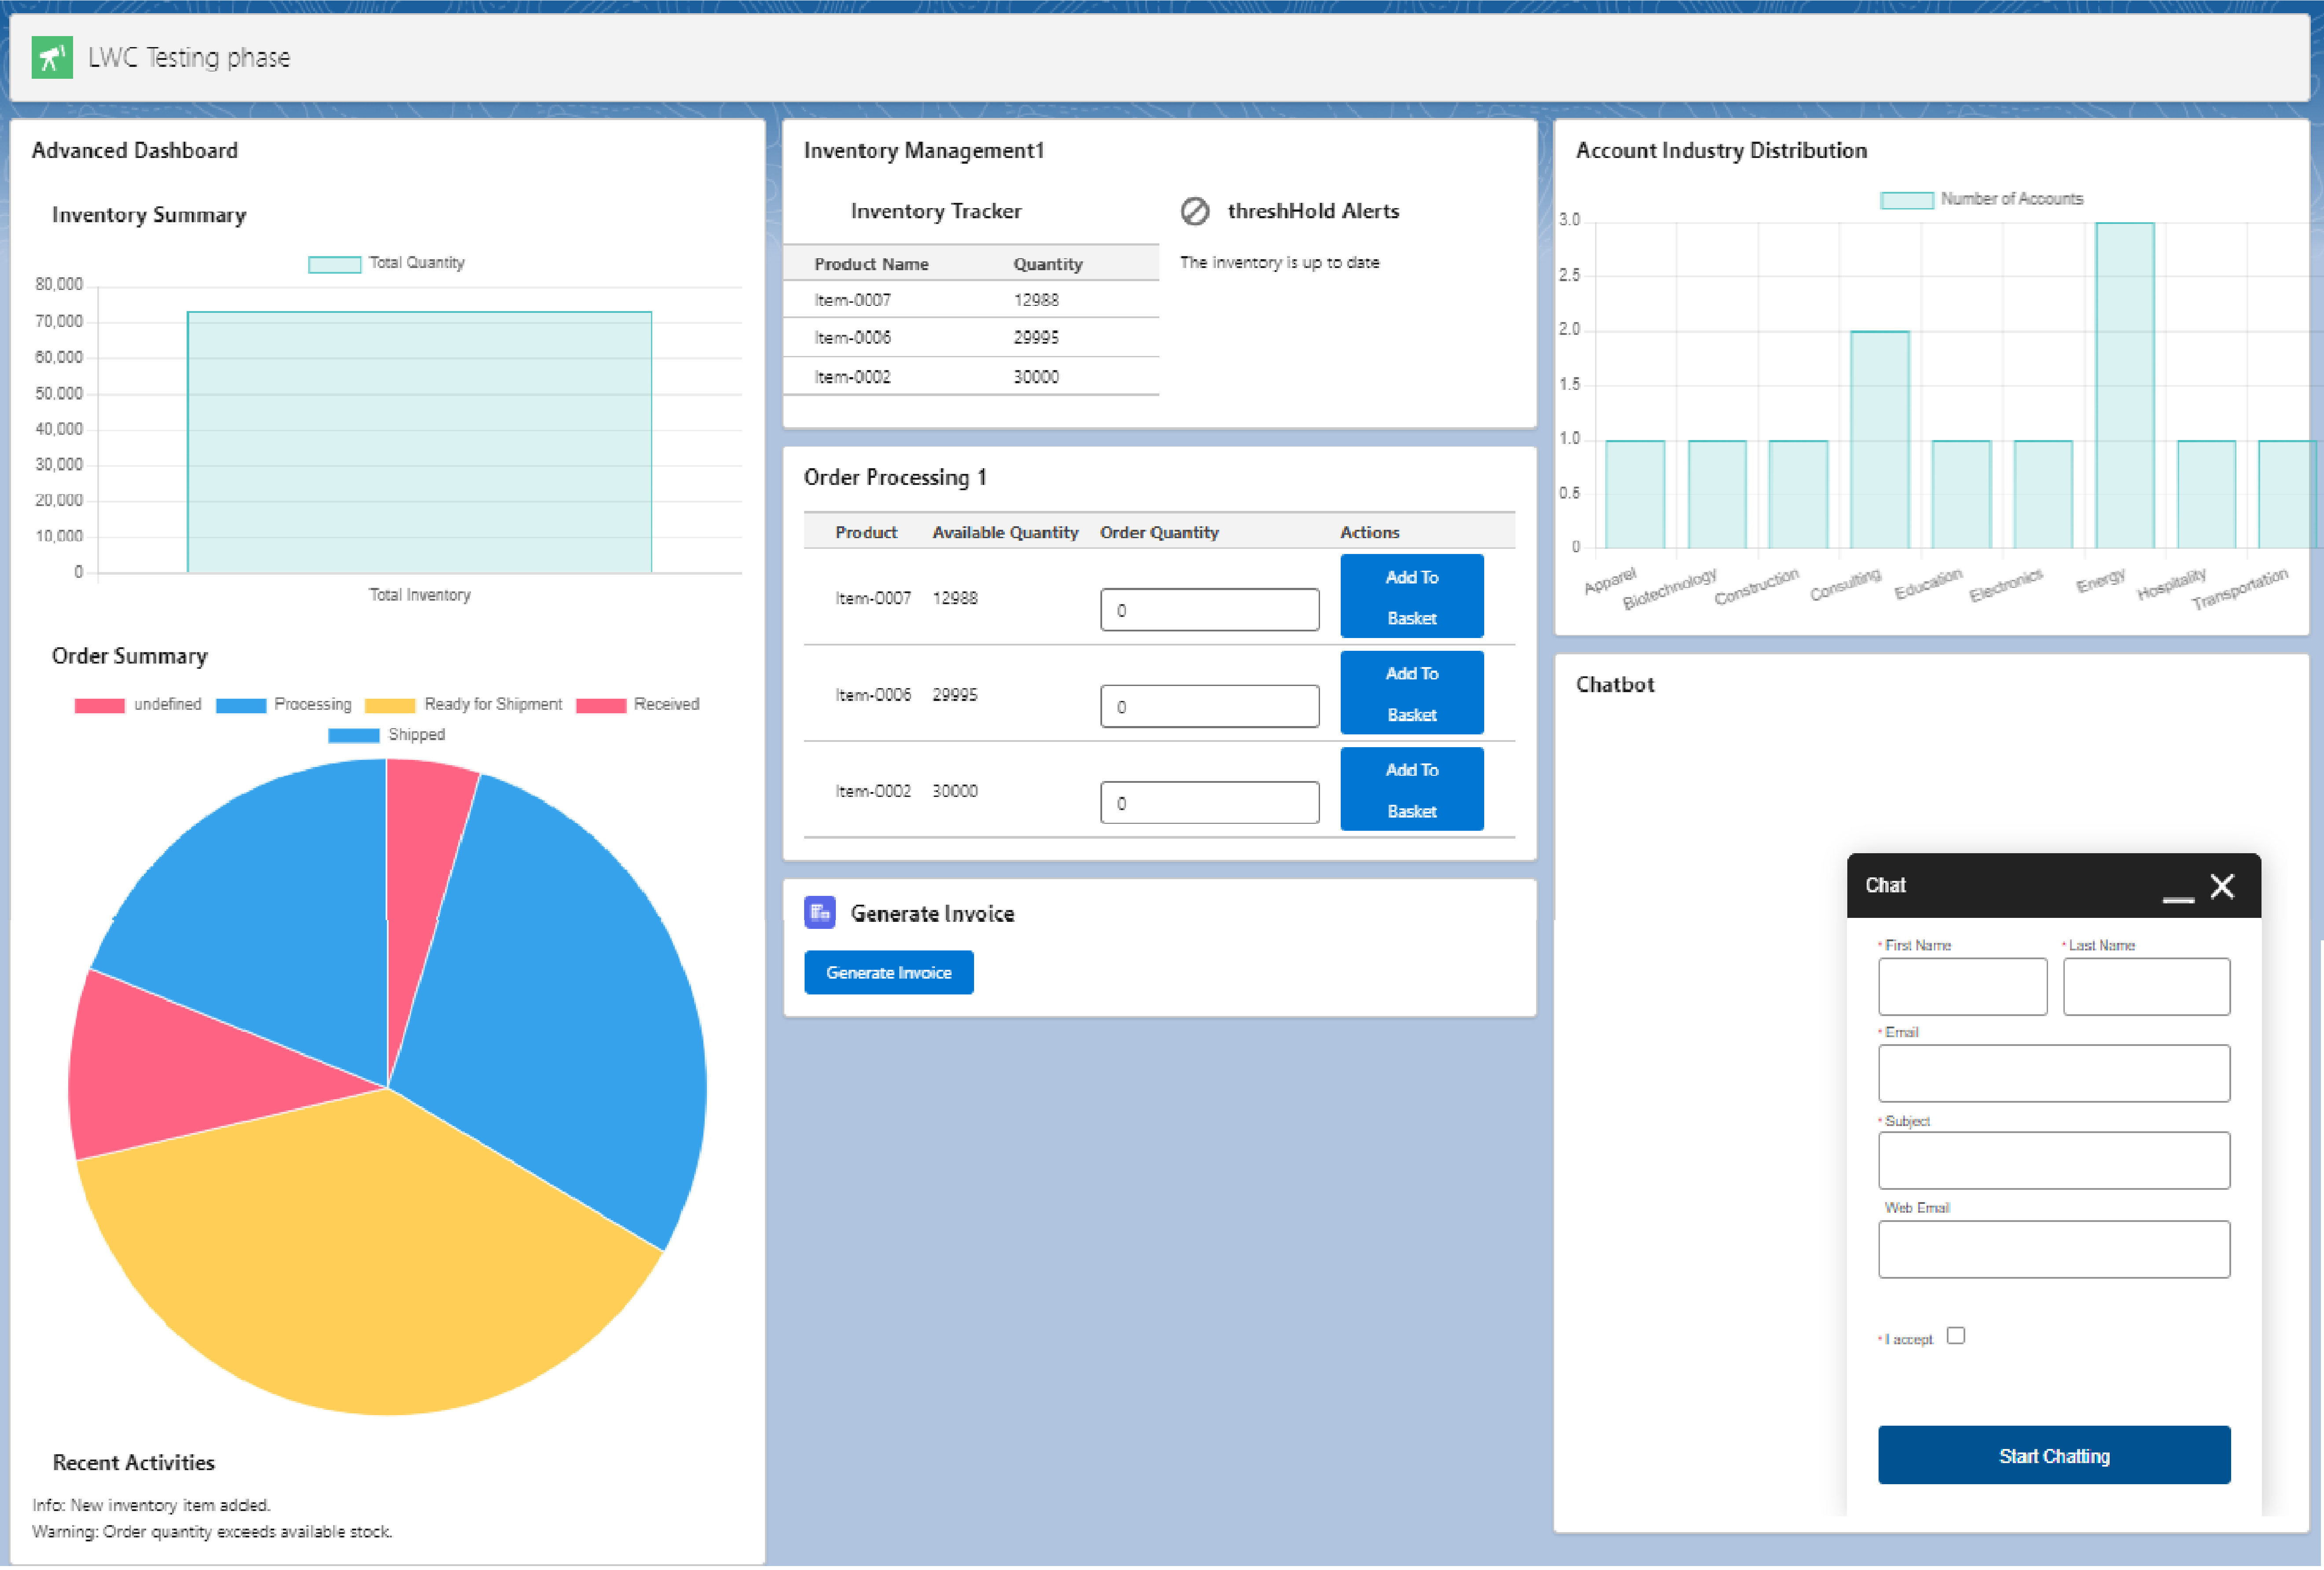 LWC Testing phase
Advanced Dashboard
Inventory Summary
Total Quantity
80,000
70,000
60,000
50,000
40,000
30,000
20,000
10,000
0
Total Inventory
Order Summary
undefined Processing Ready for Shipment Received
Shipped
Recent Activities
Info: New inventory item added.
Warning: Order quantity exceeds available stock.
Inventory Management1
Inventory Tracker
Product Name Quantity
Item-0007 12988
Item-0006 29995
Item-0002 30000
threshHold Alerts
The inventory is up to date
Order Processing 1
Product Available Quantity Order Quantity Actions
Item-0007 12988 0 Add To
Basket
Item-0006 29995 0 Add To
Basket
Item-0002 30000 0 Add To
Basket
Generate Invoice
Generate Invoice
Account Industry Distribution
Number of Accounts
3.0
2.5
2.0
1.5
1.0
0.5
0
Apparel Biotechnology Construction Consulting Education Electronics Energy Hospitality Transportation
Chatbot
Chat
* First Name * Last Name
* Email
* Subject
Web Email
* I accept
Start Chatting